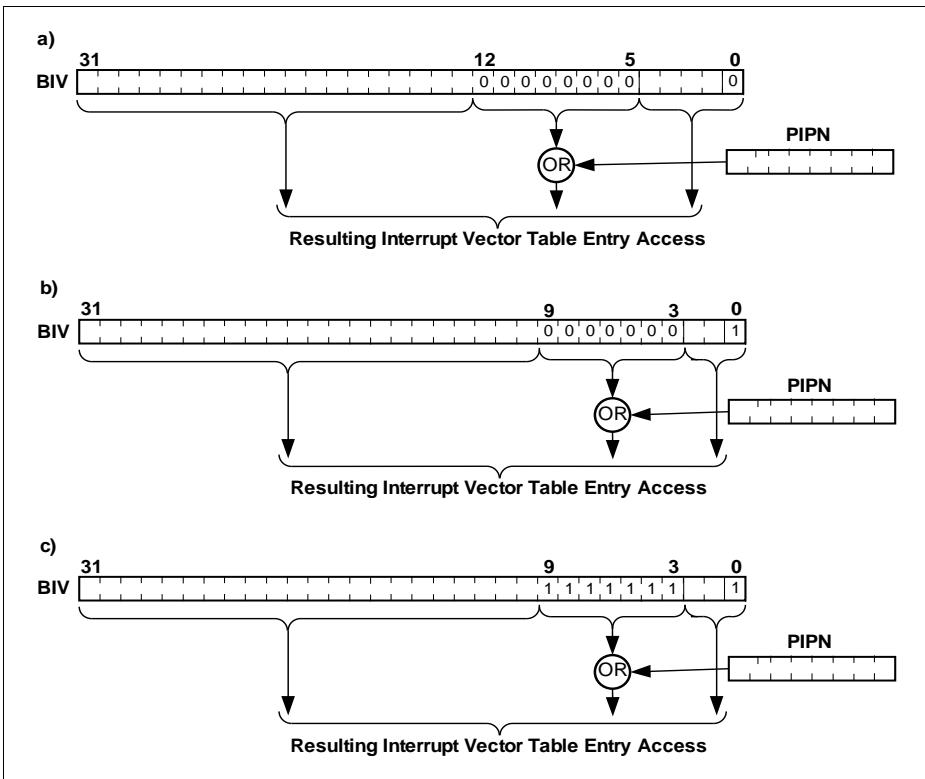 a)
31 12 5 0
BIV 0 0 0 0 0 0 0 0 0
PIPN
OR
Resulting Interrupt Vector Table Entry Access
b)
31 9 3 0
BIV 0 0 0 0 0 0 0 1
PIPN
OR
Resulting Interrupt Vector Table Entry Access
c)
31 9 3 0
BIV 1 1 1 1 1 1 1 1
PIPN
OR
Resulting Interrupt Vector Table Entry Access